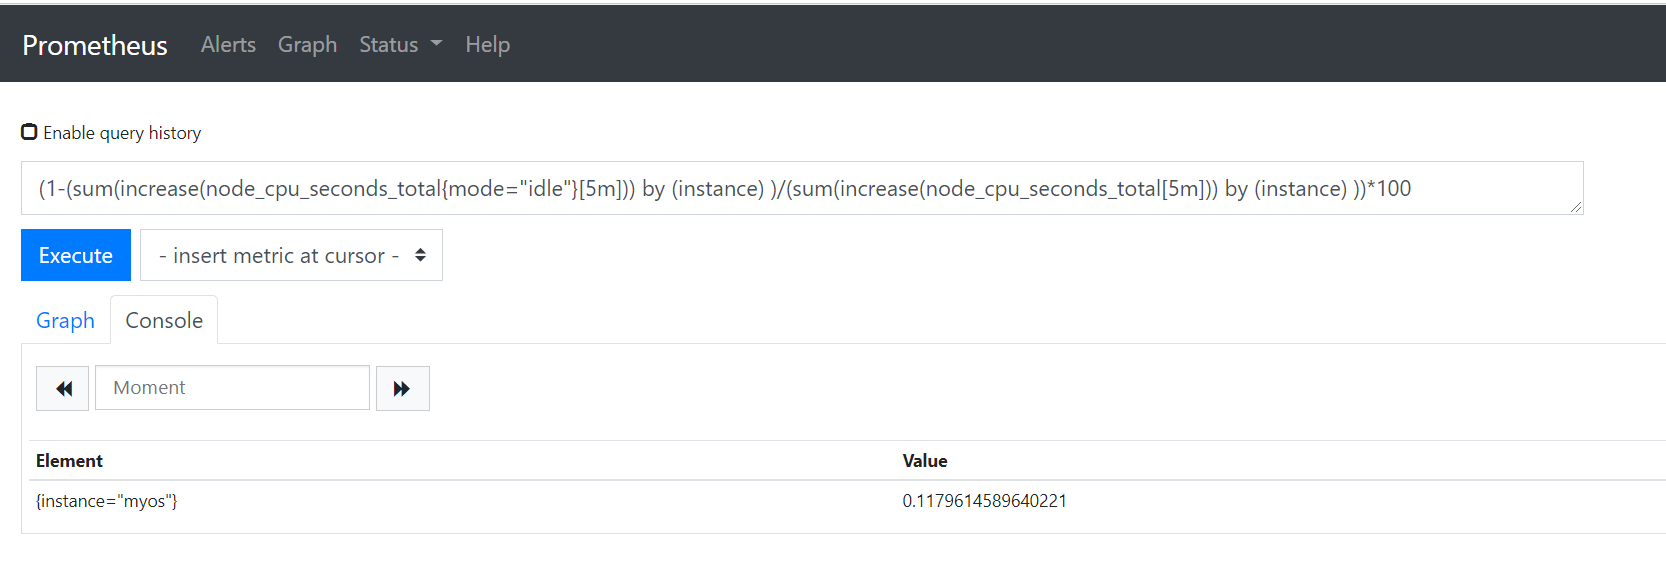 Prometheus Alerts Graph Status Help
Enable query history
(1-(sum(increase(node_cpu_seconds_total{mode="idle"}[5m])) by (instance) )/(sum(increase(node_cpu_seconds_total[5m])) by (instance) ))*100
Execute - insert metric at cursor -
Graph Console
Moment
Element Value
{instance="myos"} 0.1179614589640221